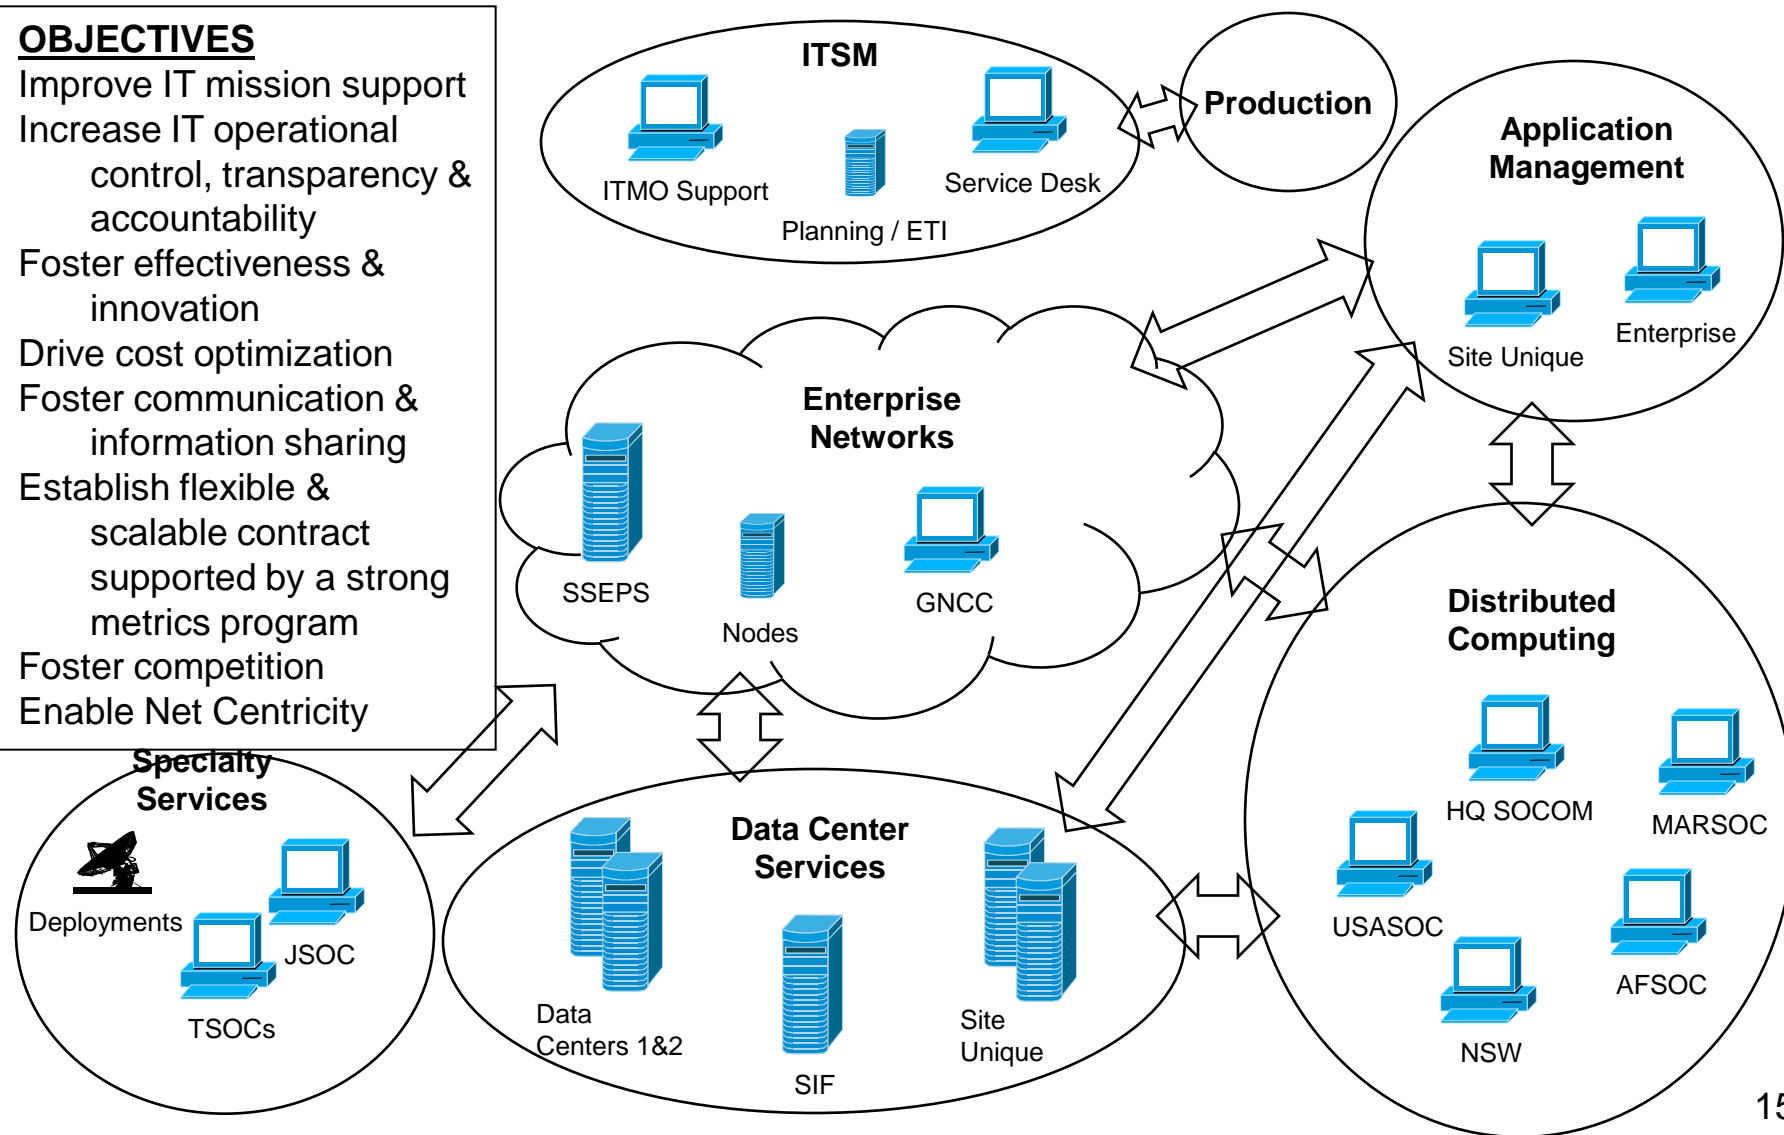 OBJECTIVES
Improve IT mission support
Increase IT operational
control, transparency &
accountability
Foster effectiveness &
innovation
Drive cost optimization
Foster communication &
information sharing
Establish flexible &
scalable contract
supported by a strong
metrics program
Foster competition
Enable Net Centricity
ITSM
ITMO Support
Planning / ETI
Service Desk
Production
Application
Management
Site Unique
Enterprise
Enterprise
Networks
SSEPS
Nodes
GNCC
Distributed
Computing
HQ SOCOM
MARSOC
USASOC
AFSOC
NSW
Specialty
Services
Deployments
JSOC
TSOCs
Data Center
Services
Data
Centers 1&2
SIF
Site
Unique
15